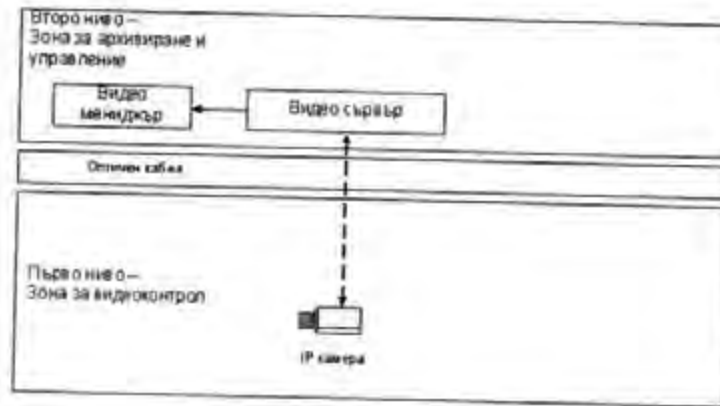 Второ ниво –
Зона за архивиране и
управление
Видео
мениджър
Видео сървър
Оптичен кабел
Първо ниво –
Зона за видеоконтрол
IP камера